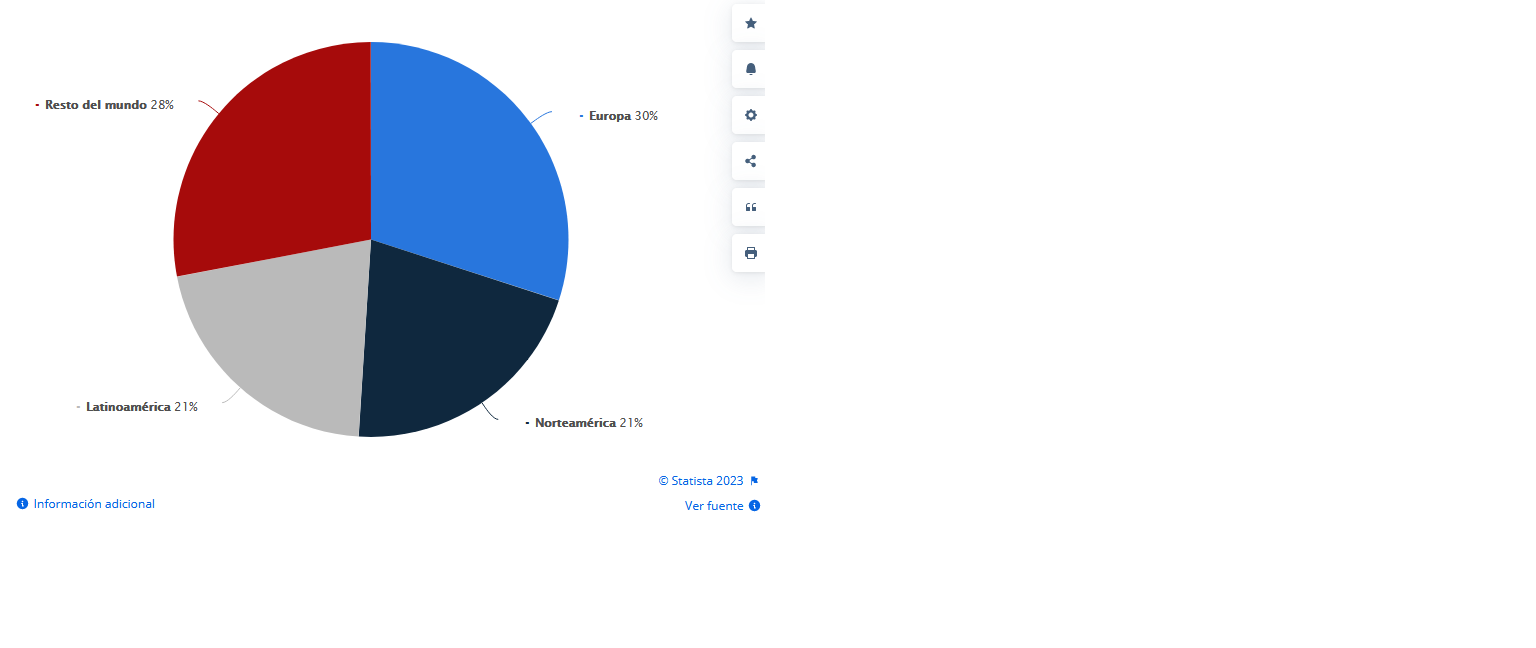 Resto del mundo 28%
Europa 30%
Latinoamérica 21%
Norteamérica 21%
© Statista 2023
Información adicional
Ver fuente